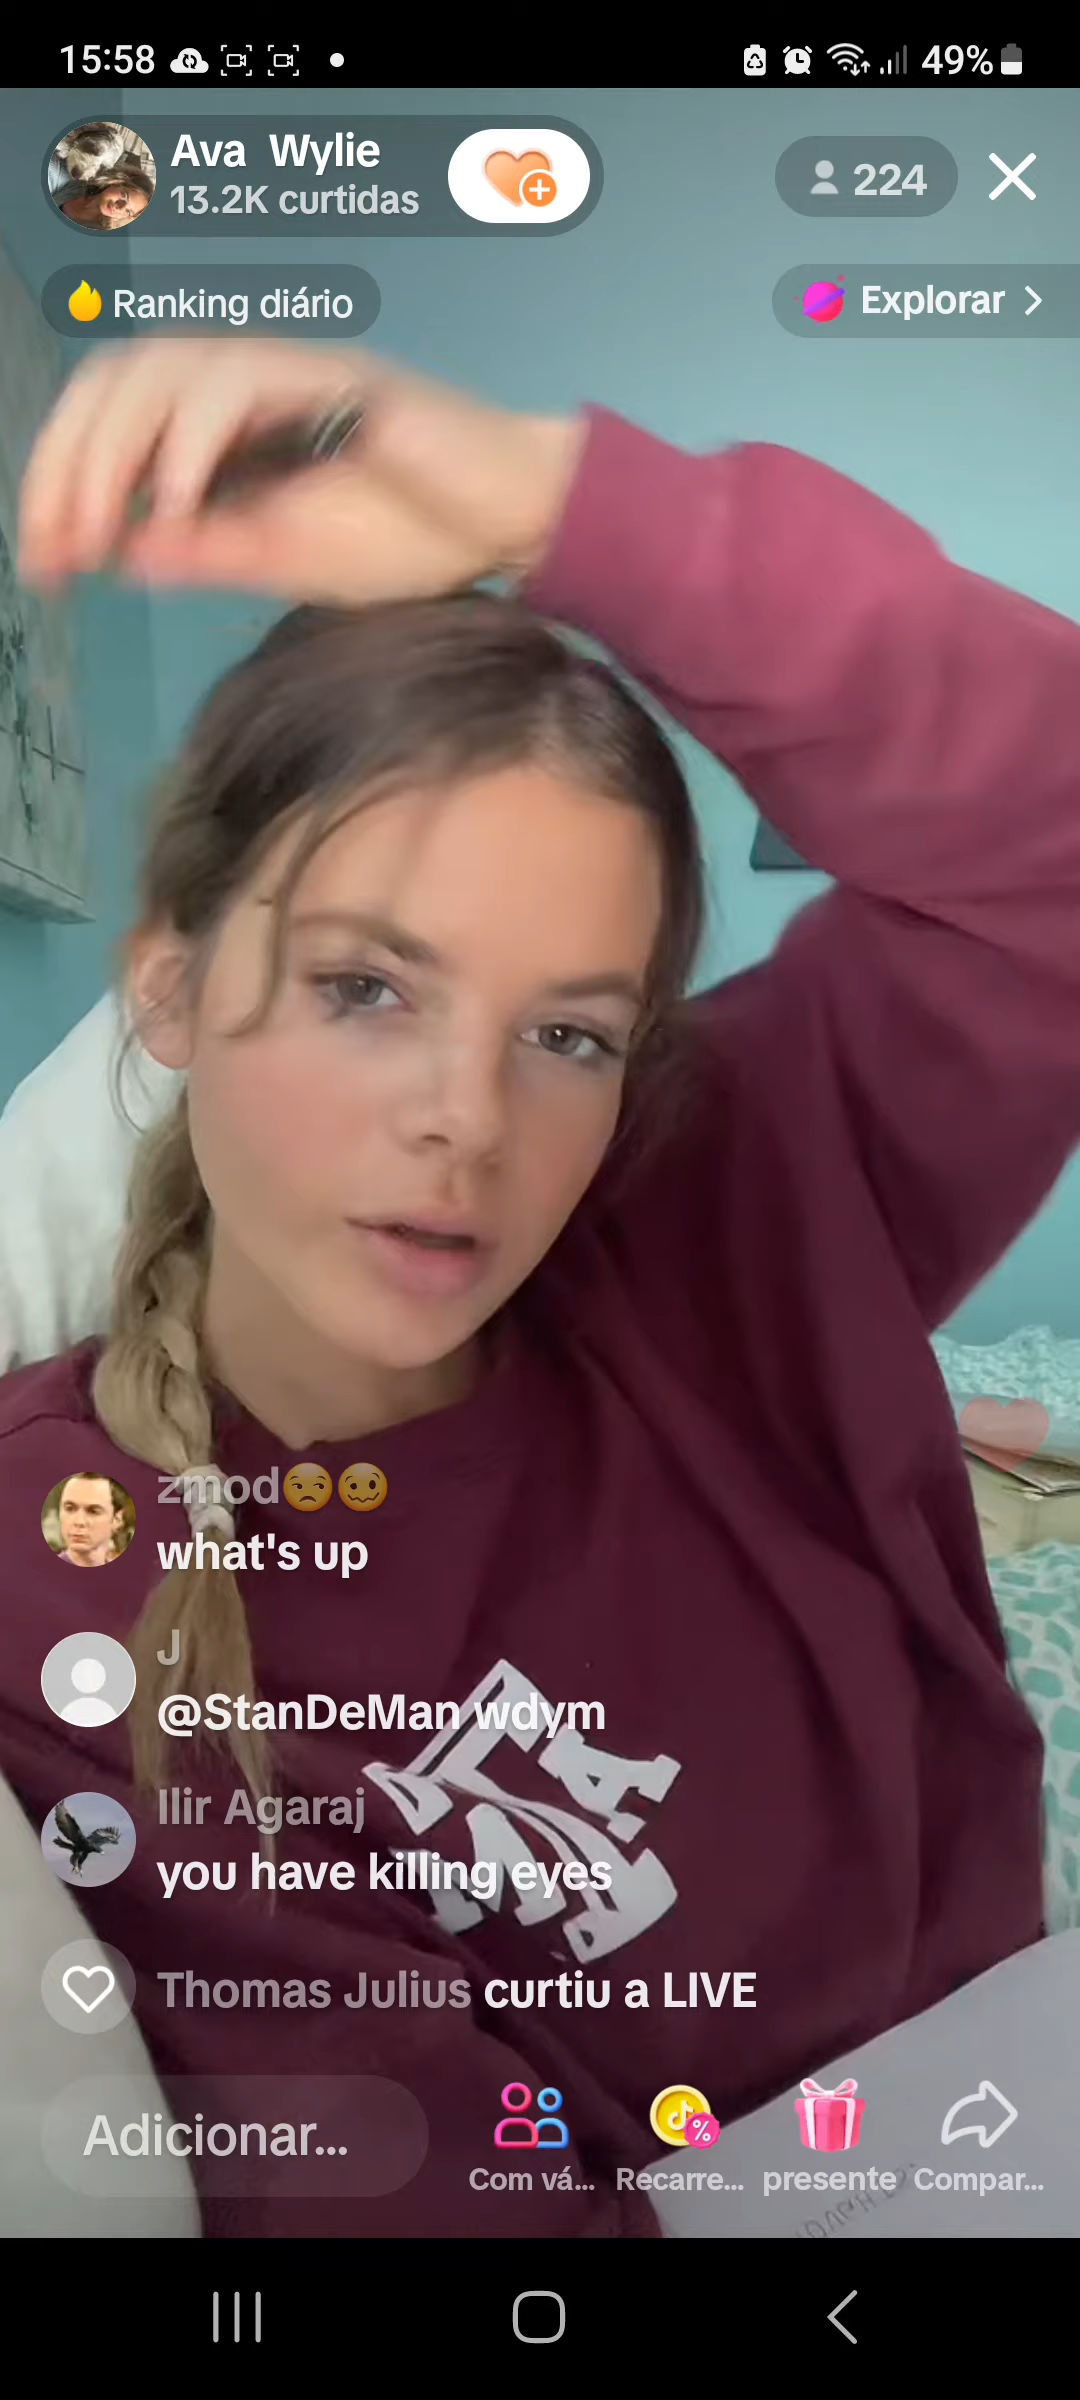 15:58
49%
Ava Wylie
13.2K curtidas
224
Ranking diário
Explorar
zmod😒🥴
what's up
J
@StanDeMan wdym
Ilir Agaraj
you have killing eyes
Thomas Julius curtiu a LIVE
Adicionar...
Com vá...
Recarre...
presente
Compar...